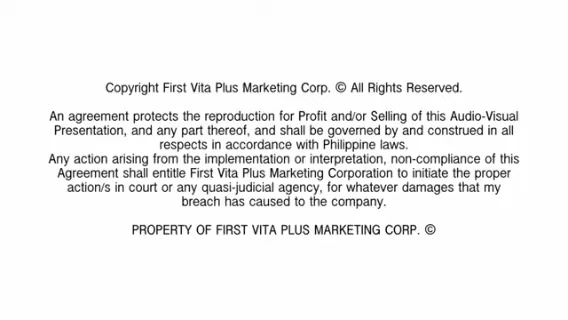 Copyright First Vita Plus Marketing Corp. © All Rights Reserved.
An agreement protects the reproduction for Profit and/or Selling of this Audio-Visual
Presentation, and any part thereof, and shall be governed by and construed in all
respects in accordance with Philippine laws.
Any action arising from the implementation or interpretation, non-compliance of this
Agreement shall entitle First Vita Plus Marketing Corporation to initiate the proper
action/s in court or any quasi-judicial agency, for whatever damages that my
breach has caused to the company.
PROPERTY OF FIRST VITA PLUS MARKETING CORP. ©